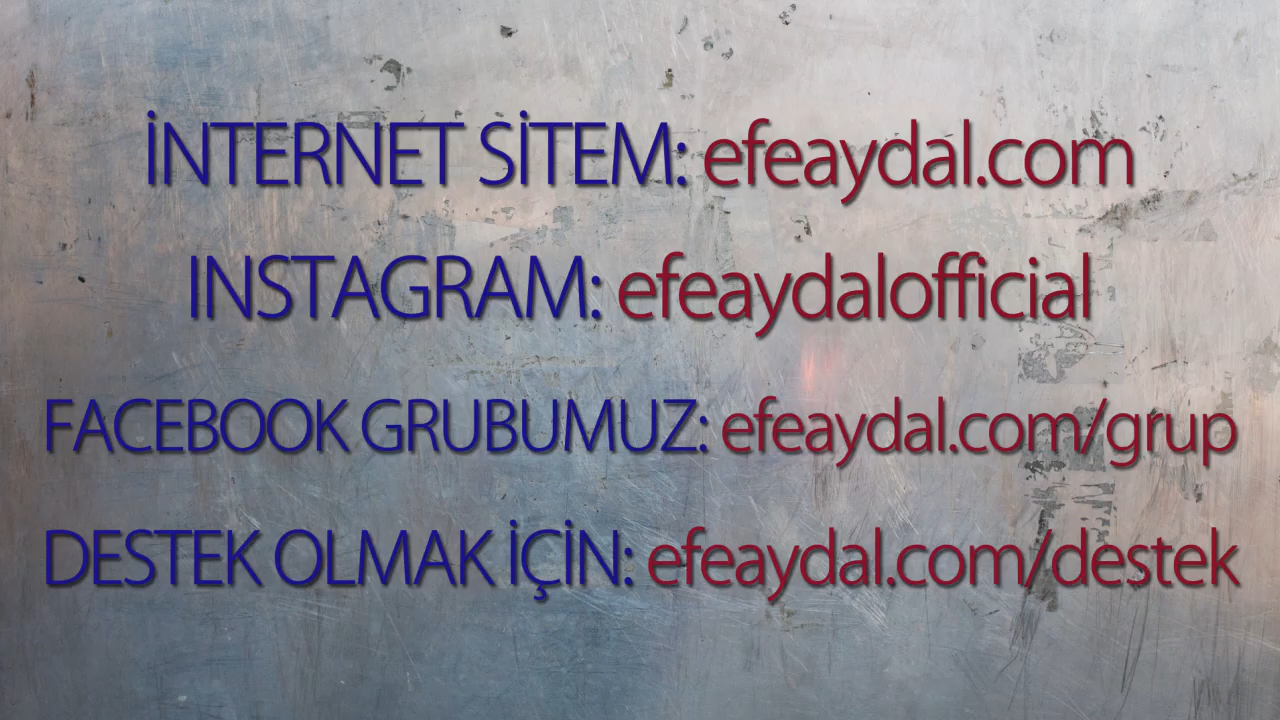 İNTERNET SİTEM: efeaydal.com
INSTAGRAM: efeaydalofficial
FACEBOOK GRUBUMUZ: efeaydal.com/grup
DESTEK OLMAK İÇİN: efeaydal.com/destek